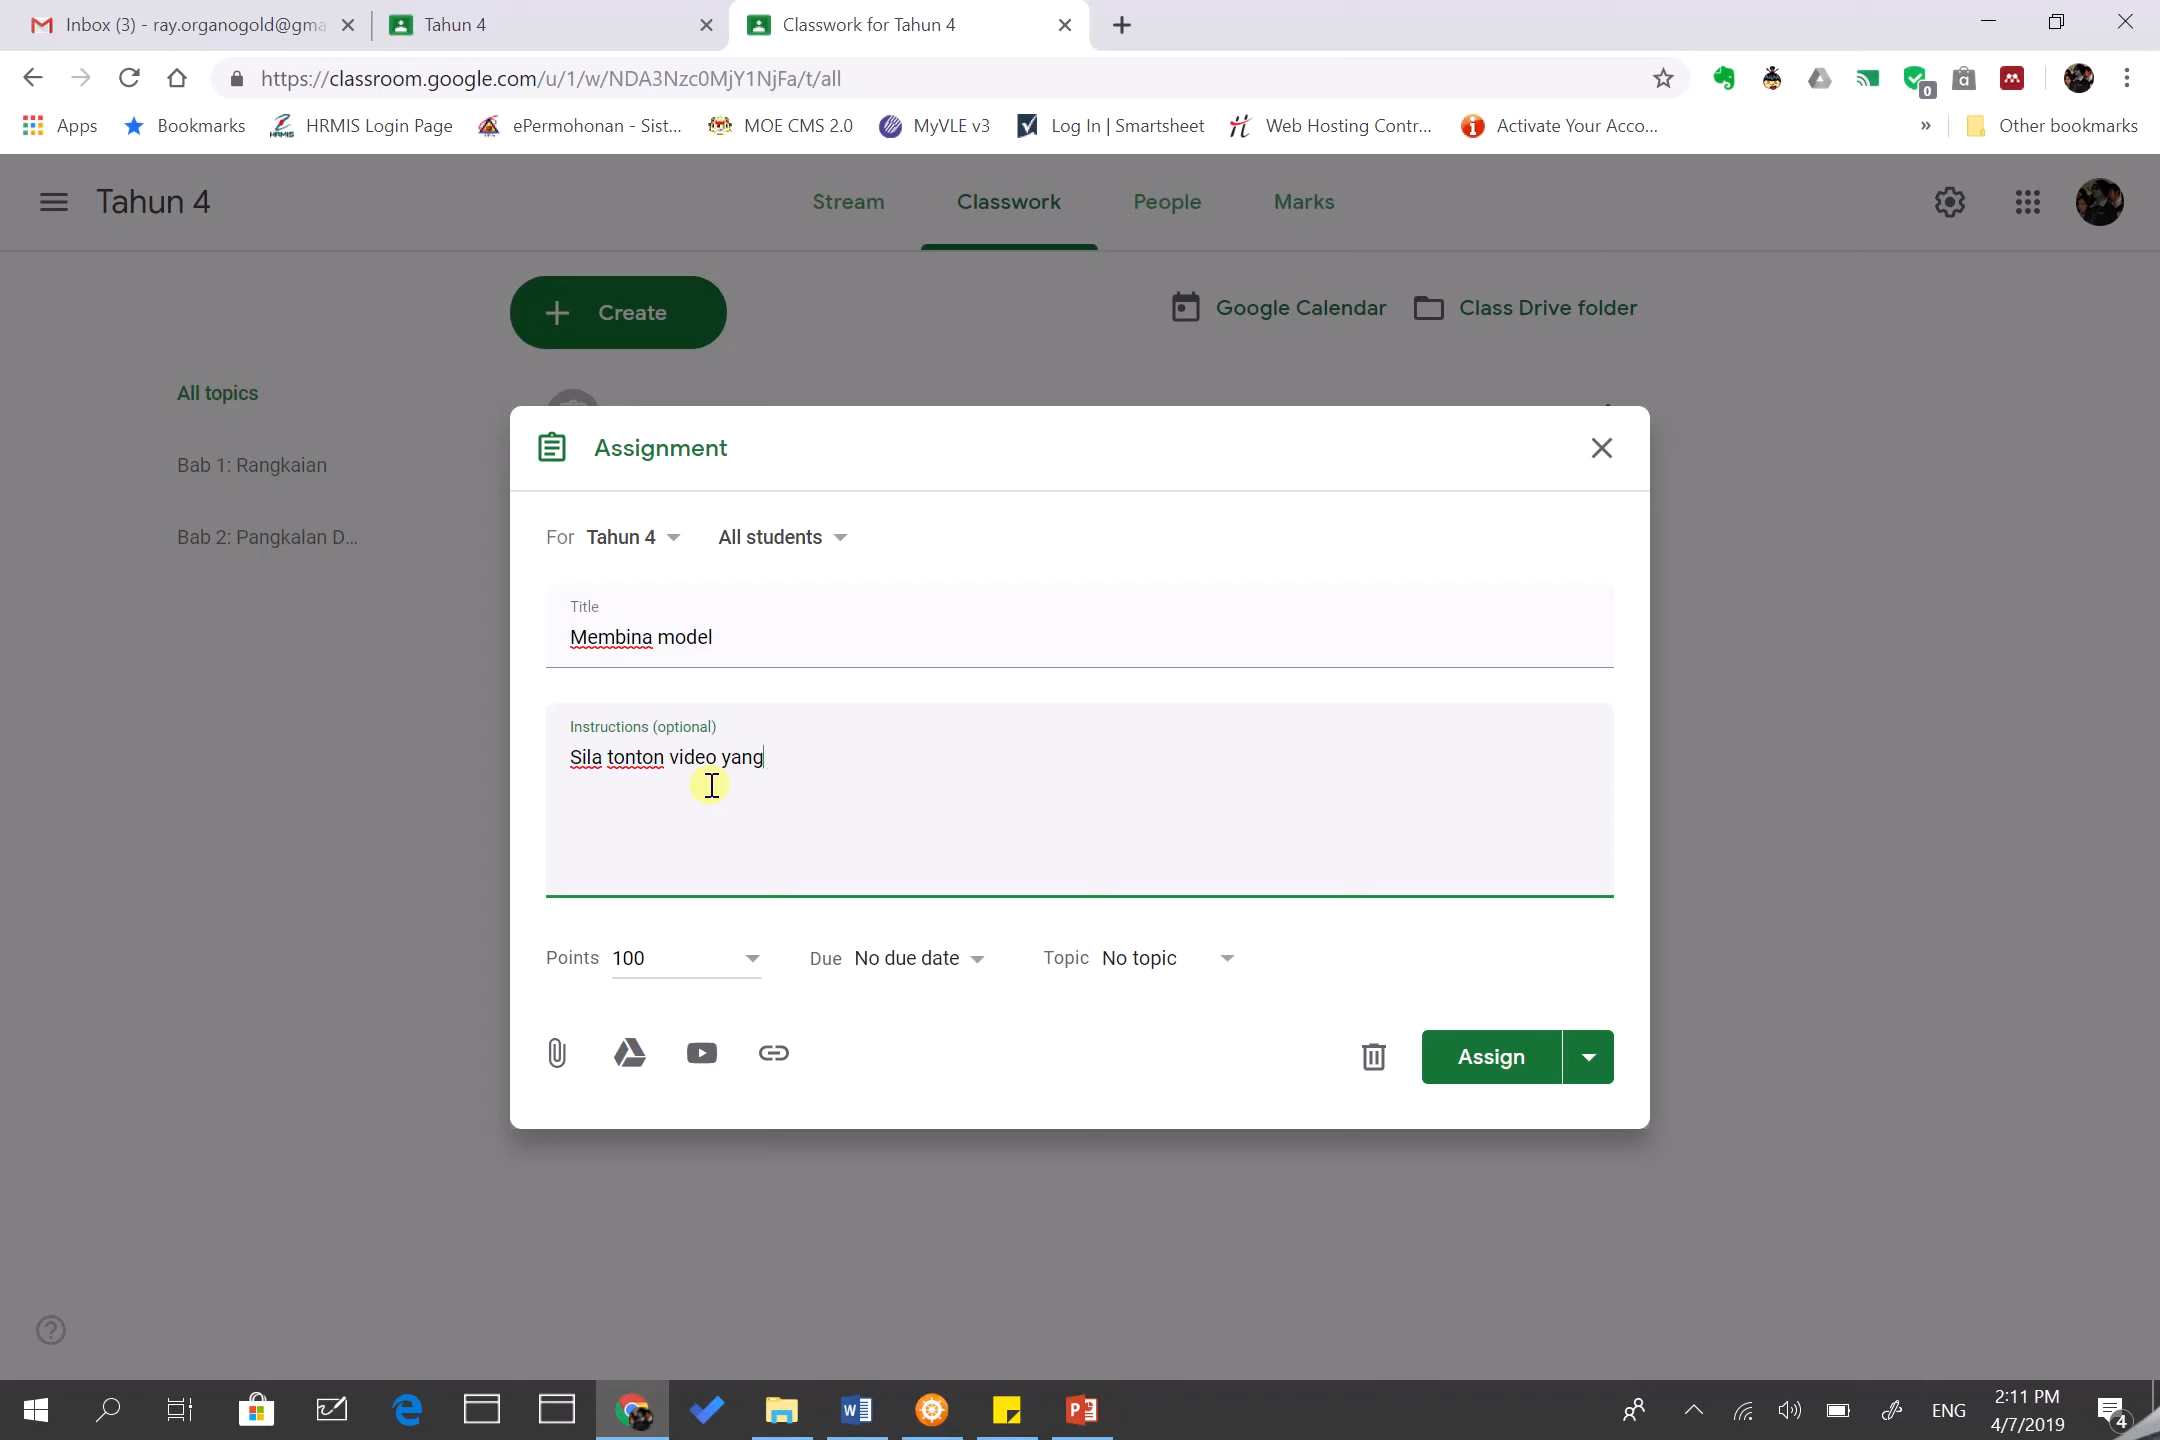 Inbox (3) - ray.organogold@gma
Tahun 4
Classwork for Tahun 4
https://classroom.google.com/u/1/w/NDA3Nzc0MjY1NjFa/t/all
0
Apps
Bookmarks
HRMIS Login Page
ePermohonan - Sist...
MOE CMS 2.0
MyVLE v3
Log In | Smartsheet
Web Hosting Contr...
Activate Your Acco...
»
Other bookmarks
Tahun 4
Stream
Classwork
People
Marks
Create
Google Calendar
Class Drive folder
All topics
Bab 1: Rangkaian
Bab 2: Pangkalan D...
Assignment
For Tahun 4
All students
Title
Membina model
Instructions (optional)
Sila tonton video yang
Points 100
Due No due date
Topic No topic
Assign
ENG
2:11 PM
4/7/2019
4